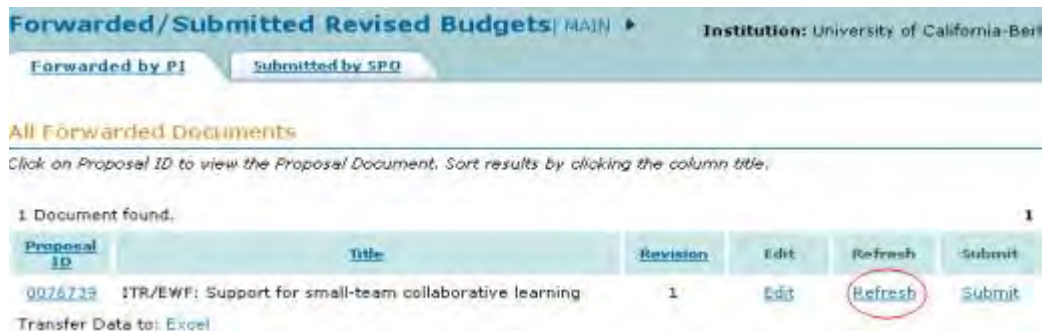 Forwarded/Submitted Revised Budgets| MAIN Institution: University of California-Berk
Forwarded by PI Submitted by SPO
All Forwarded Documents
Click on Proposal ID to view the Proposal Document. Sort results by clicking the column title.
1 Document found. 1
Proposal ID Title Revision Edit Refresh Submit
0076739 ITR/EWF: Support for small-team collaborative learning 1 Edit Refresh Submit
Transfer Data to: Excel